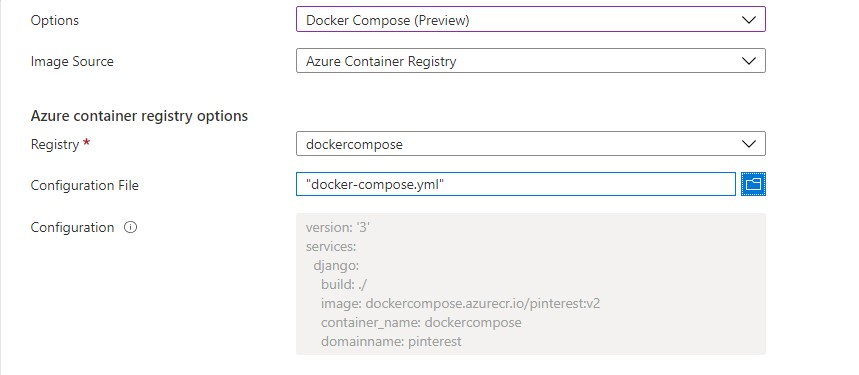 Options Docker Compose (Preview)
Image Source Azure Container Registry
Azure container registry options
Registry * dockercompose
Configuration File "docker-compose.yml"
Configuration version: '3'
services:
django:
build: ./
image: dockercompose.azurecr.io/pinterest:v2
container_name: dockercompose
domainname: pinterest